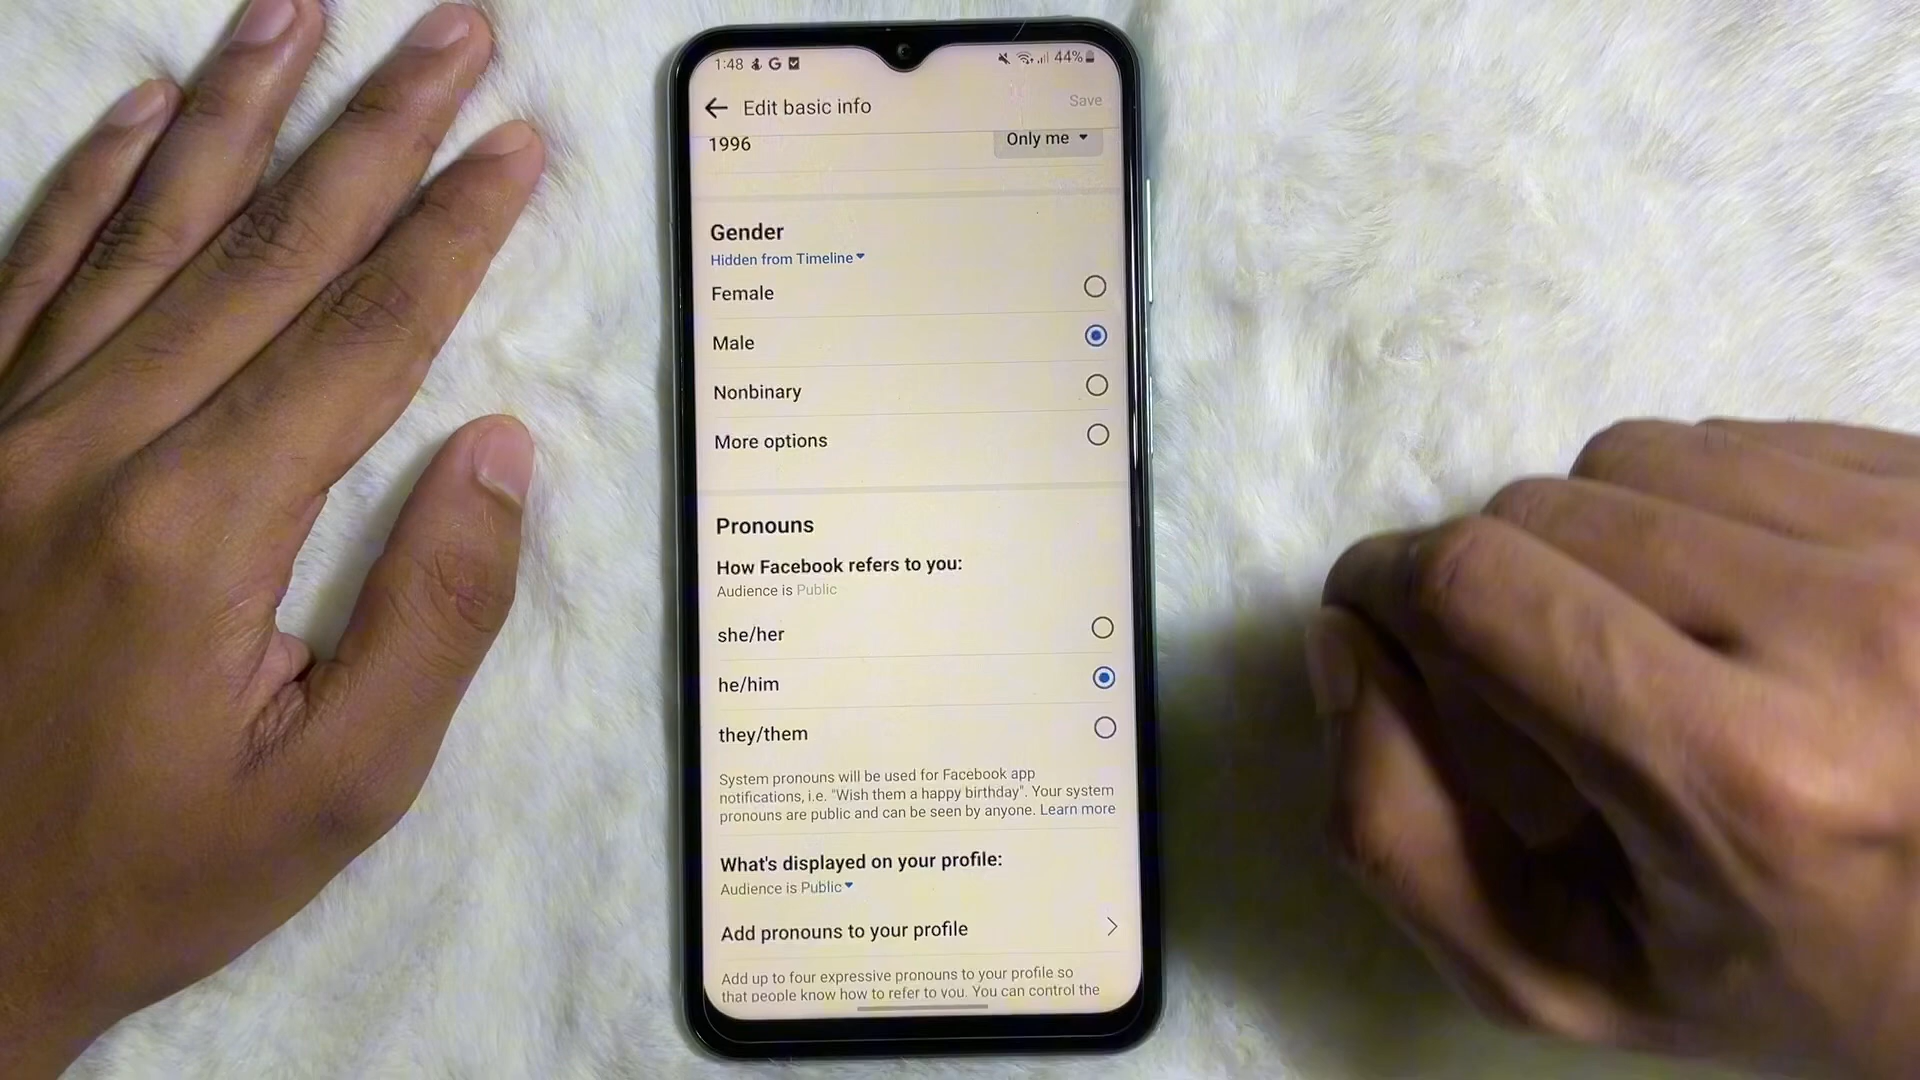 1:48 G 44%
Edit basic info Save
1996 Only me
Gender
Hidden from Timeline
Female
Male
Nonbinary
More options
Pronouns
How Facebook refers to you:
Audience is Public
she/her
he/him
they/them
System pronouns will be used for Facebook app
notifications, i.e. "Wish them a happy birthday". Your system
pronouns are public and can be seen by anyone. Learn more
What's displayed on your profile:
Audience is Public
Add pronouns to your profile
Add up to four expressive pronouns to your profile so
that people know how to refer to you. You can control the